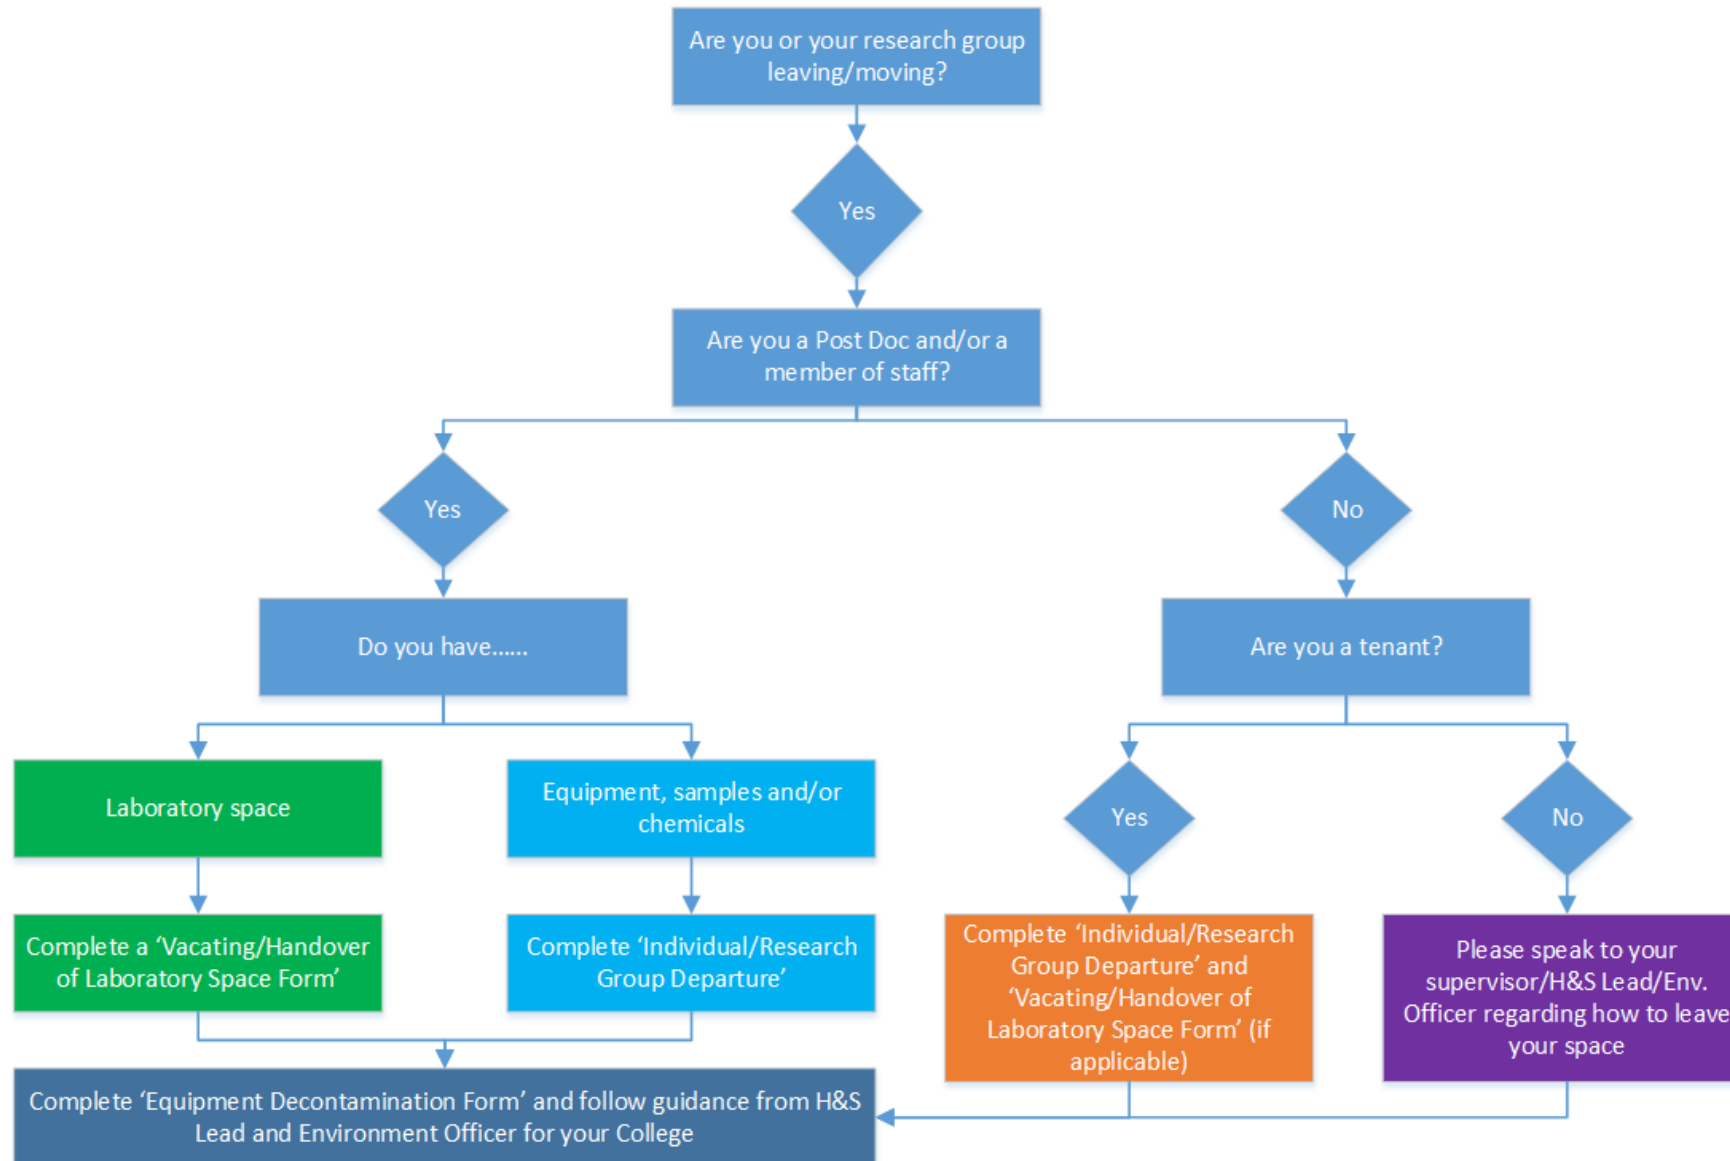 Are you or your research group
leaving/moving?
Yes
Are you a Post Doc and/or a
member of staff?
Yes
No
Do you have......
Are you a tenant?
Laboratory space
Equipment, samples and/or
chemicals
Yes
No
Complete a ‘Vacating/Handover
of Laboratory Space Form’
Complete ‘Individual/Research
Group Departure’
Complete ‘Individual/Research
Group Departure’ and
‘Vacating/Handover of
Laboratory Space Form’ (if
applicable)
Please speak to your
supervisor/H&S Lead/Env.
Officer regarding how to leave
your space
Complete ‘Equipment Decontamination Form’ and follow guidance from H&S
Lead and Environment Officer for your College